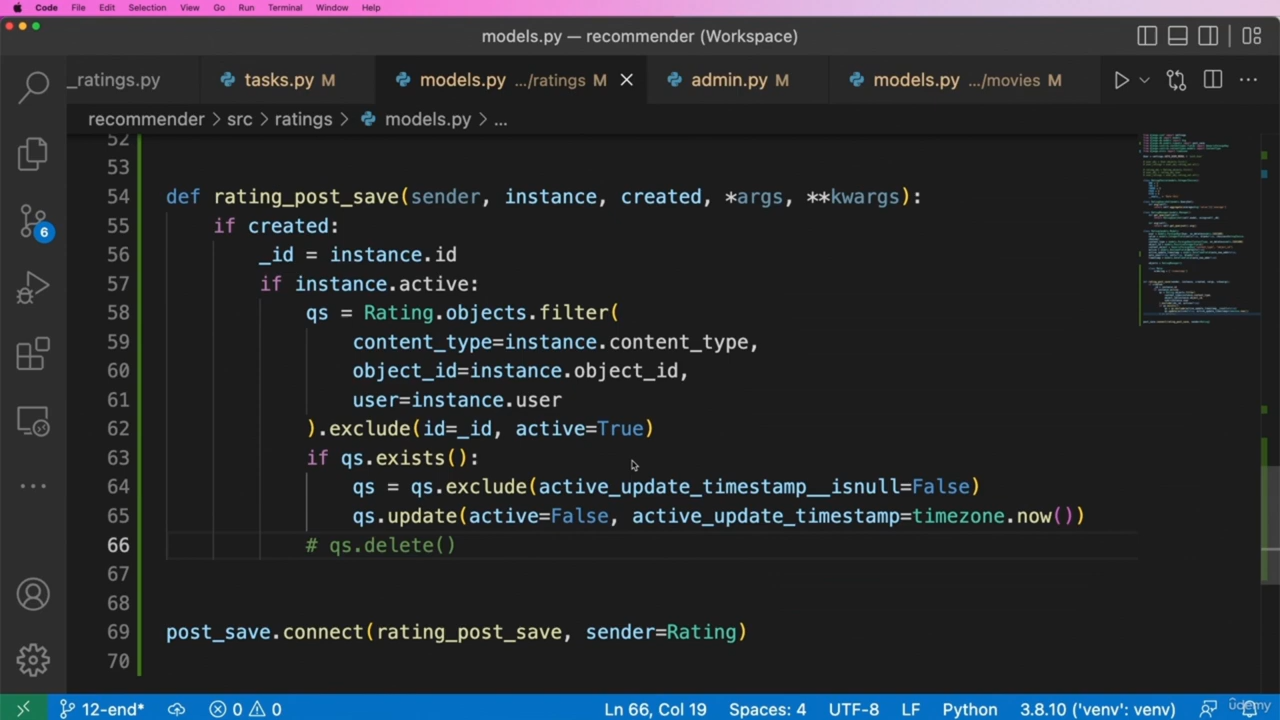 Code File Edit Selection View Go Run Terminal Window Help
models.py — recommender (Workspace)
_ratings.py tasks.py M models.py .../ratings M admin.py M models.py .../movies M
recommender > src > ratings > models.py > ...
52
53
54 def rating_post_save(sender, instance, created, *args, **kwargs):
55 if created:
56 _id = instance.id
57 if instance.active:
58 qs = Rating.objects.filter(
59 content_type=instance.content_type,
60 object_id=instance.object_id,
61 user=instance.user
62 ).exclude(id=_id, active=True)
63 if qs.exists():
64 qs = qs.exclude(active_update_timestamp__isnull=False)
65 qs.update(active=False, active_update_timestamp=timezone.now())
66 # qs.delete()
67
68
69 post_save.connect(rating_post_save, sender=Rating)
70
6
12-end* 0 0 Ln 66, Col 19 Spaces: 4 UTF-8 LF Python 3.8.10 ('venv': venv)
udemy